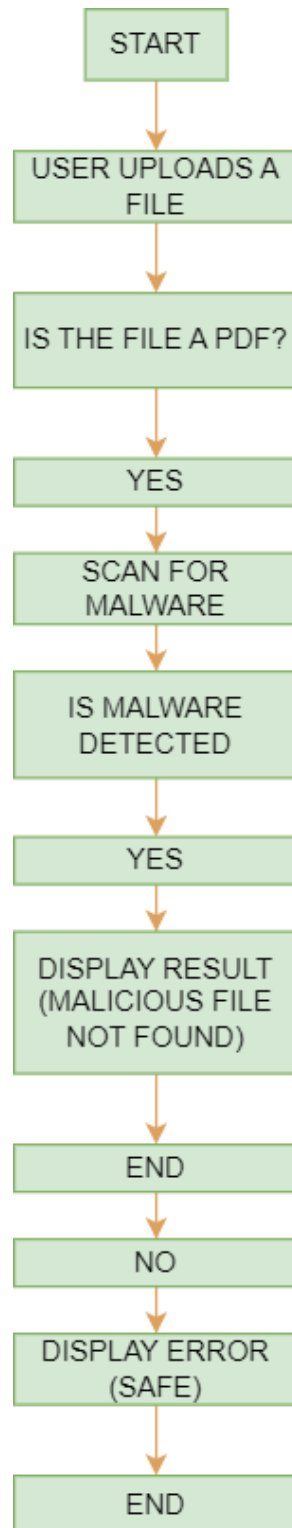 START
USER UPLOADS A
FILE
IS THE FILE A PDF?
YES
SCAN FOR
MALWARE
IS MALWARE
DETECTED
YES
DISPLAY RESULT
(MALICIOUS FILE
NOT FOUND)
END
NO
DISPLAY ERROR
(SAFE)
END